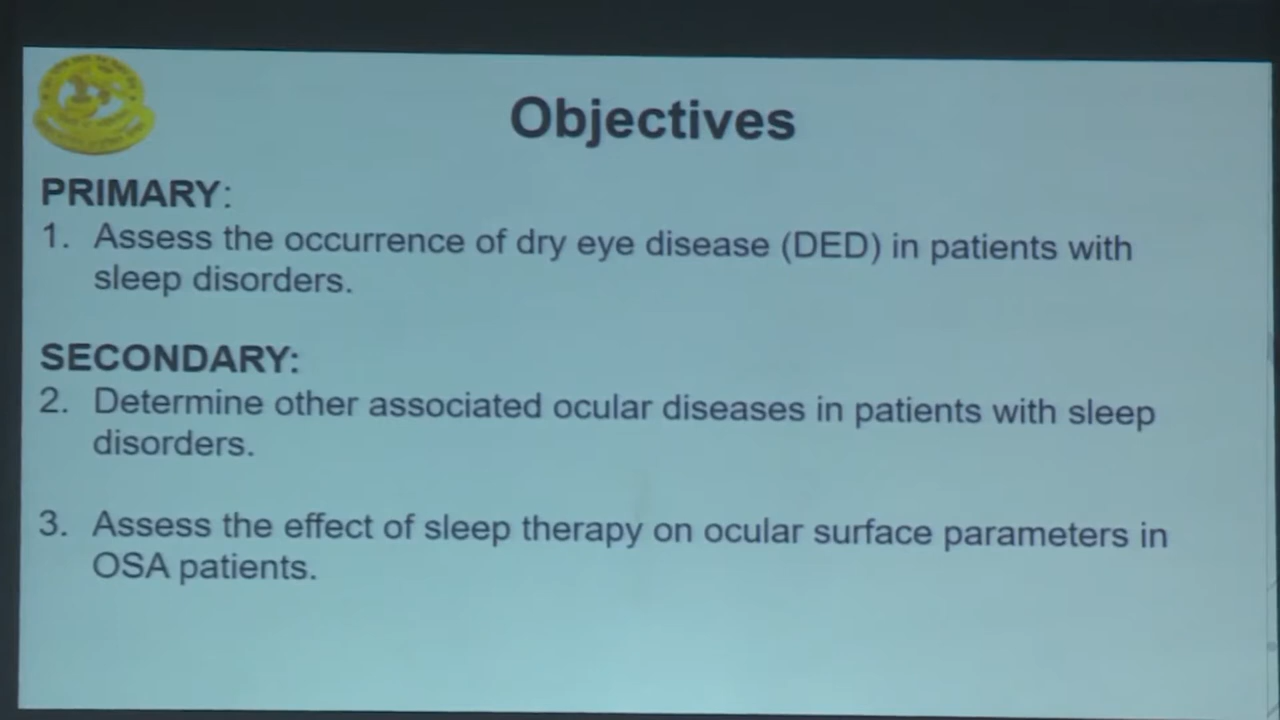 Objectives
PRIMARY:
1. Assess the occurrence of dry eye disease (DED) in patients with
sleep disorders.
SECONDARY:
2. Determine other associated ocular diseases in patients with sleep
disorders.
3. Assess the effect of sleep therapy on ocular surface parameters in
OSA patients.